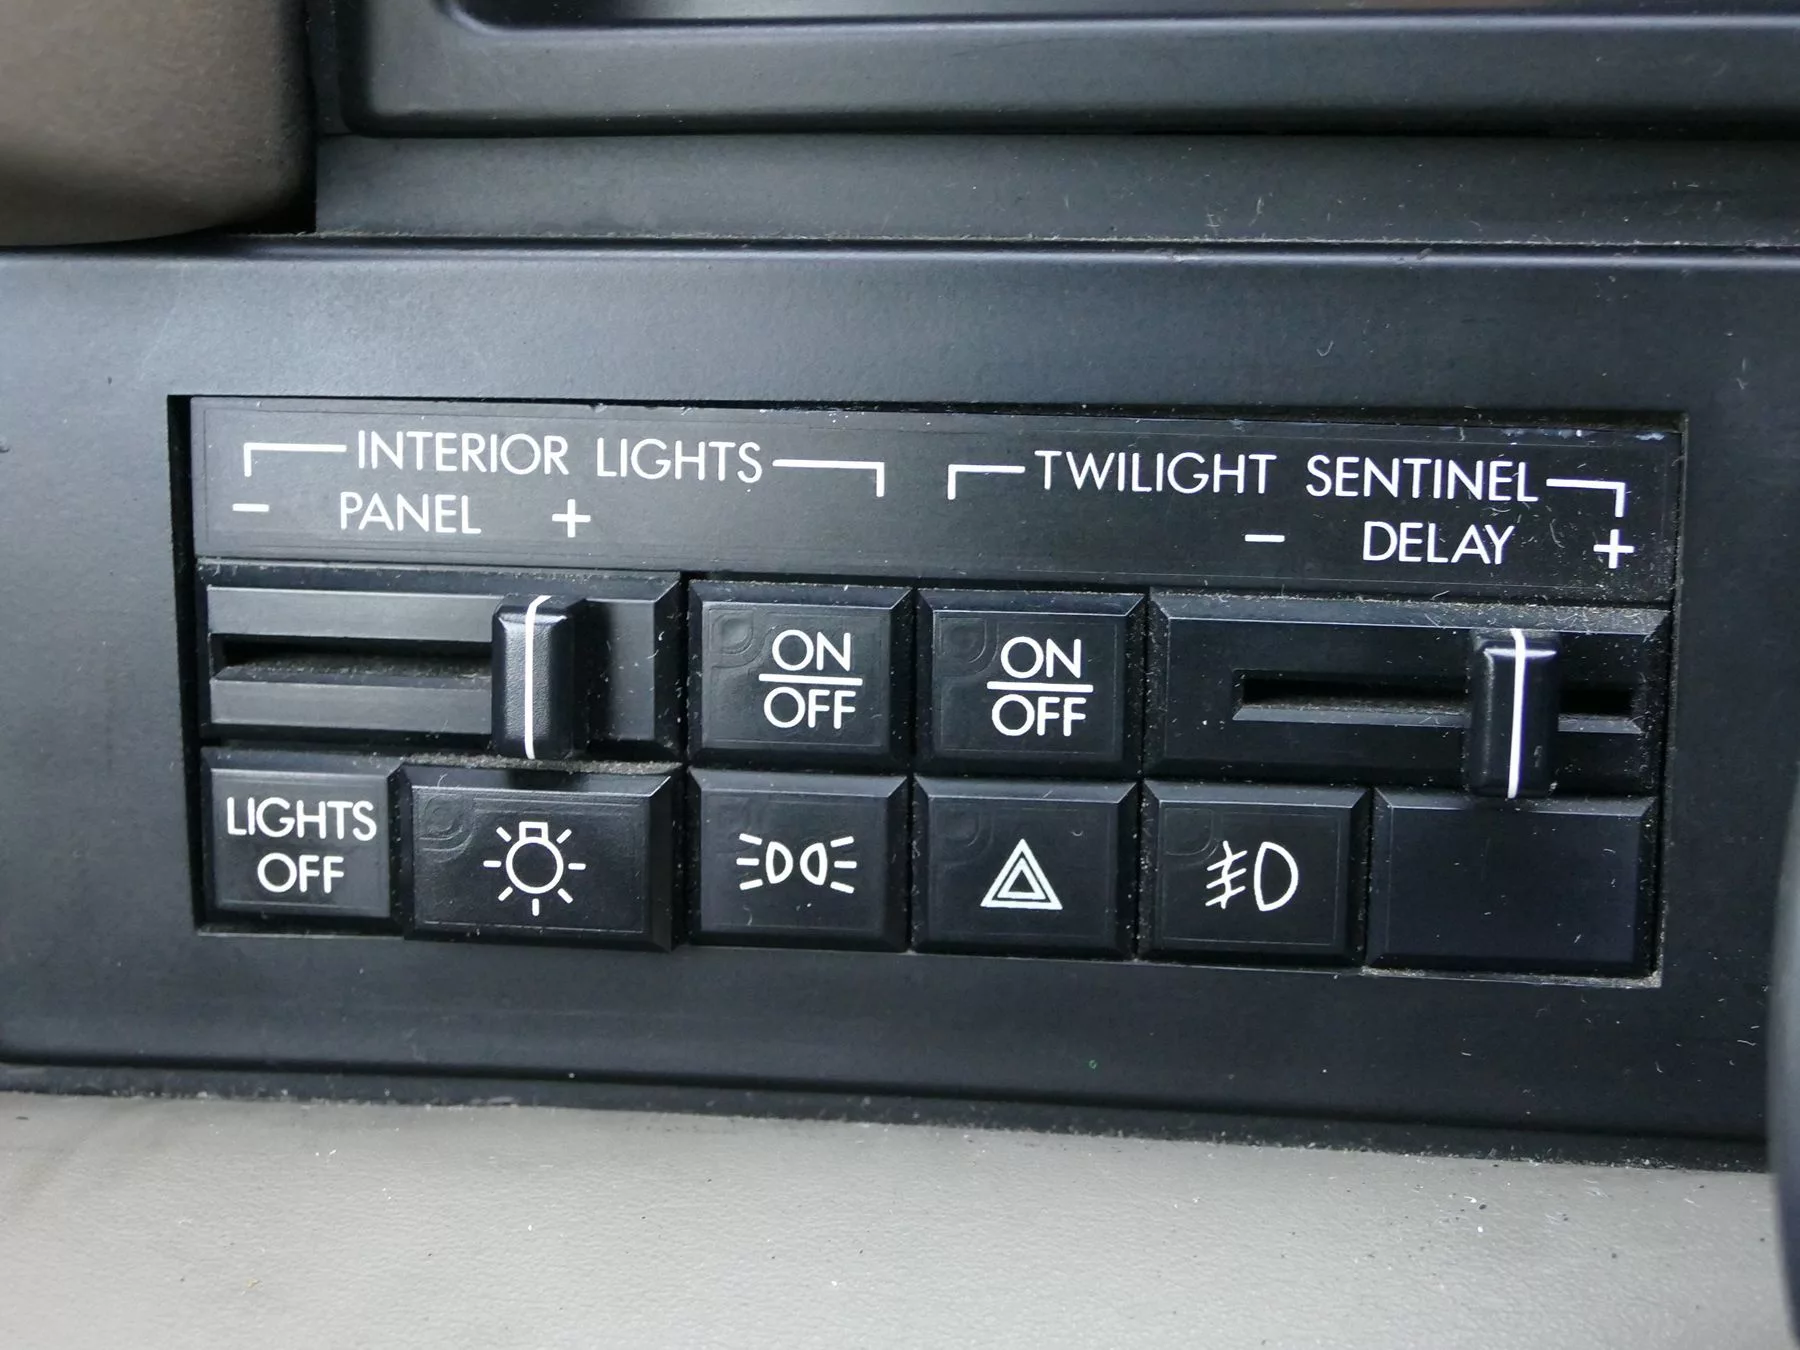 INTERIOR LIGHTS
TWILIGHT SENTINEL
− PANEL +
− DELAY +
ON
OFF
ON
OFF
LIGHTS
OFF